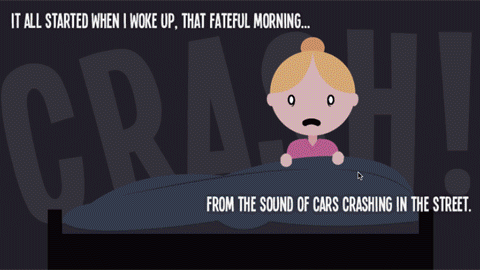 IT ALL STARTED WHEN I WOKE UP, THAT FATEFUL MORNING...
CRASH!
FROM THE SOUND OF CARS CRASHING IN THE STREET.